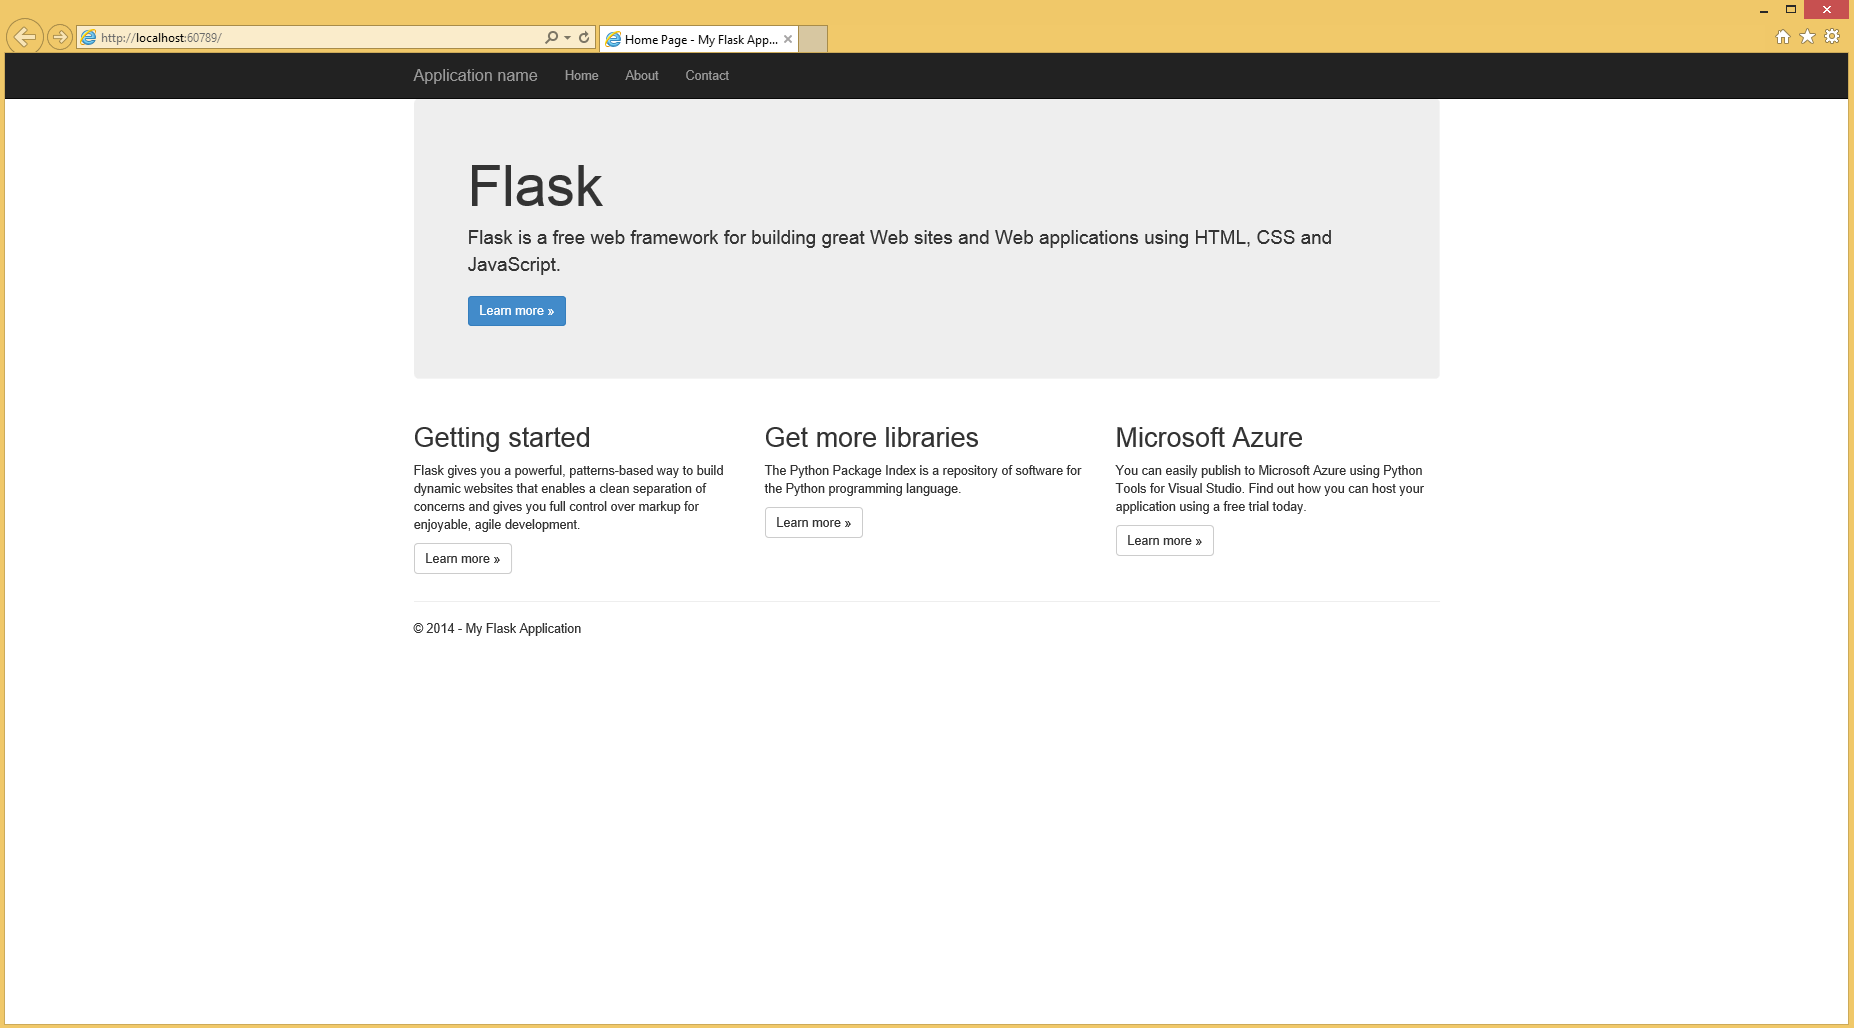 http://localhost:60789/
Home Page - My Flask App...
Application name
Home
About
Contact
Flask
Flask is a free web framework for building great Web sites and Web applications using HTML, CSS and
JavaScript.
Learn more »
Getting started
Flask gives you a powerful, patterns-based way to build
dynamic websites that enables a clean separation of
concerns and gives you full control over markup for
enjoyable, agile development.
Learn more »
Get more libraries
The Python Package Index is a repository of software for
the Python programming language.
Learn more »
Microsoft Azure
You can easily publish to Microsoft Azure using Python
Tools for Visual Studio. Find out how you can host your
application using a free trial today.
Learn more »
© 2014 - My Flask Application